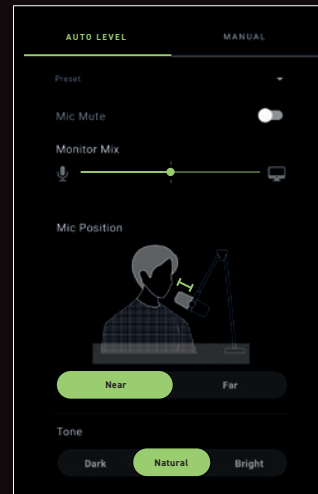 AUTO LEVEL MANUAL
Preset
Mic Mute
Monitor Mix
Mic Position
Near Far
Tone
Dark Natural Bright